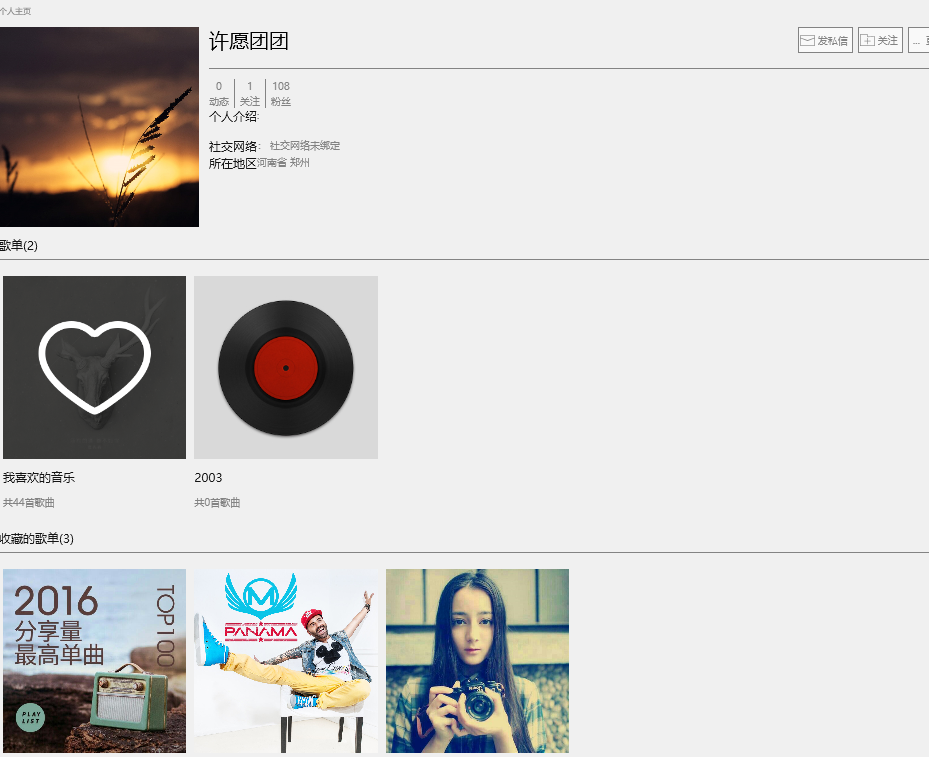 个人主页
许愿团团
发私信
关注
...
0 1 108
动态 关注 粉丝
个人介绍:
社交网络: 社交网络未绑定
所在地区河南省 郑州
歌单(2)
我喜欢的音乐
2003
共44首歌曲
共0首歌曲
收藏的歌单(3)
2016
分享量
最高单曲
TOP100
PLAY
LIST
M
PANAMA